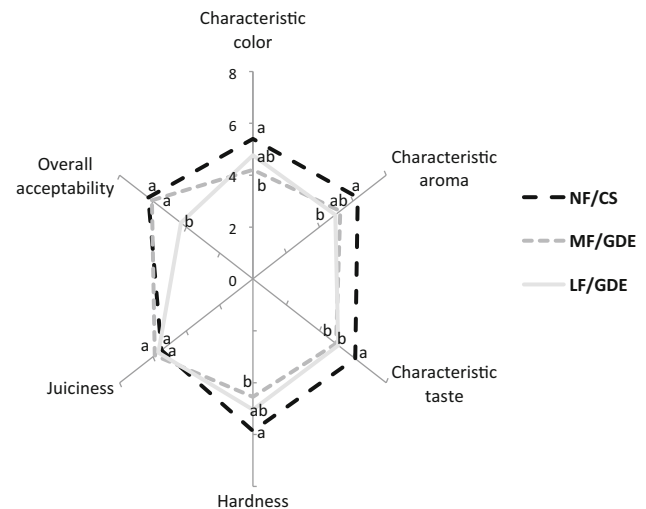 Characteristic
color
8
6
a
ab
4
b
Overall
acceptability
a
a
b
Characteristic
aroma
a
ab
b
2
0
NF/CS
MF/GDE
LF/GDE
a
a
a
b
b
a
Juiciness
Characteristic
taste
b
ab
a
Hardness